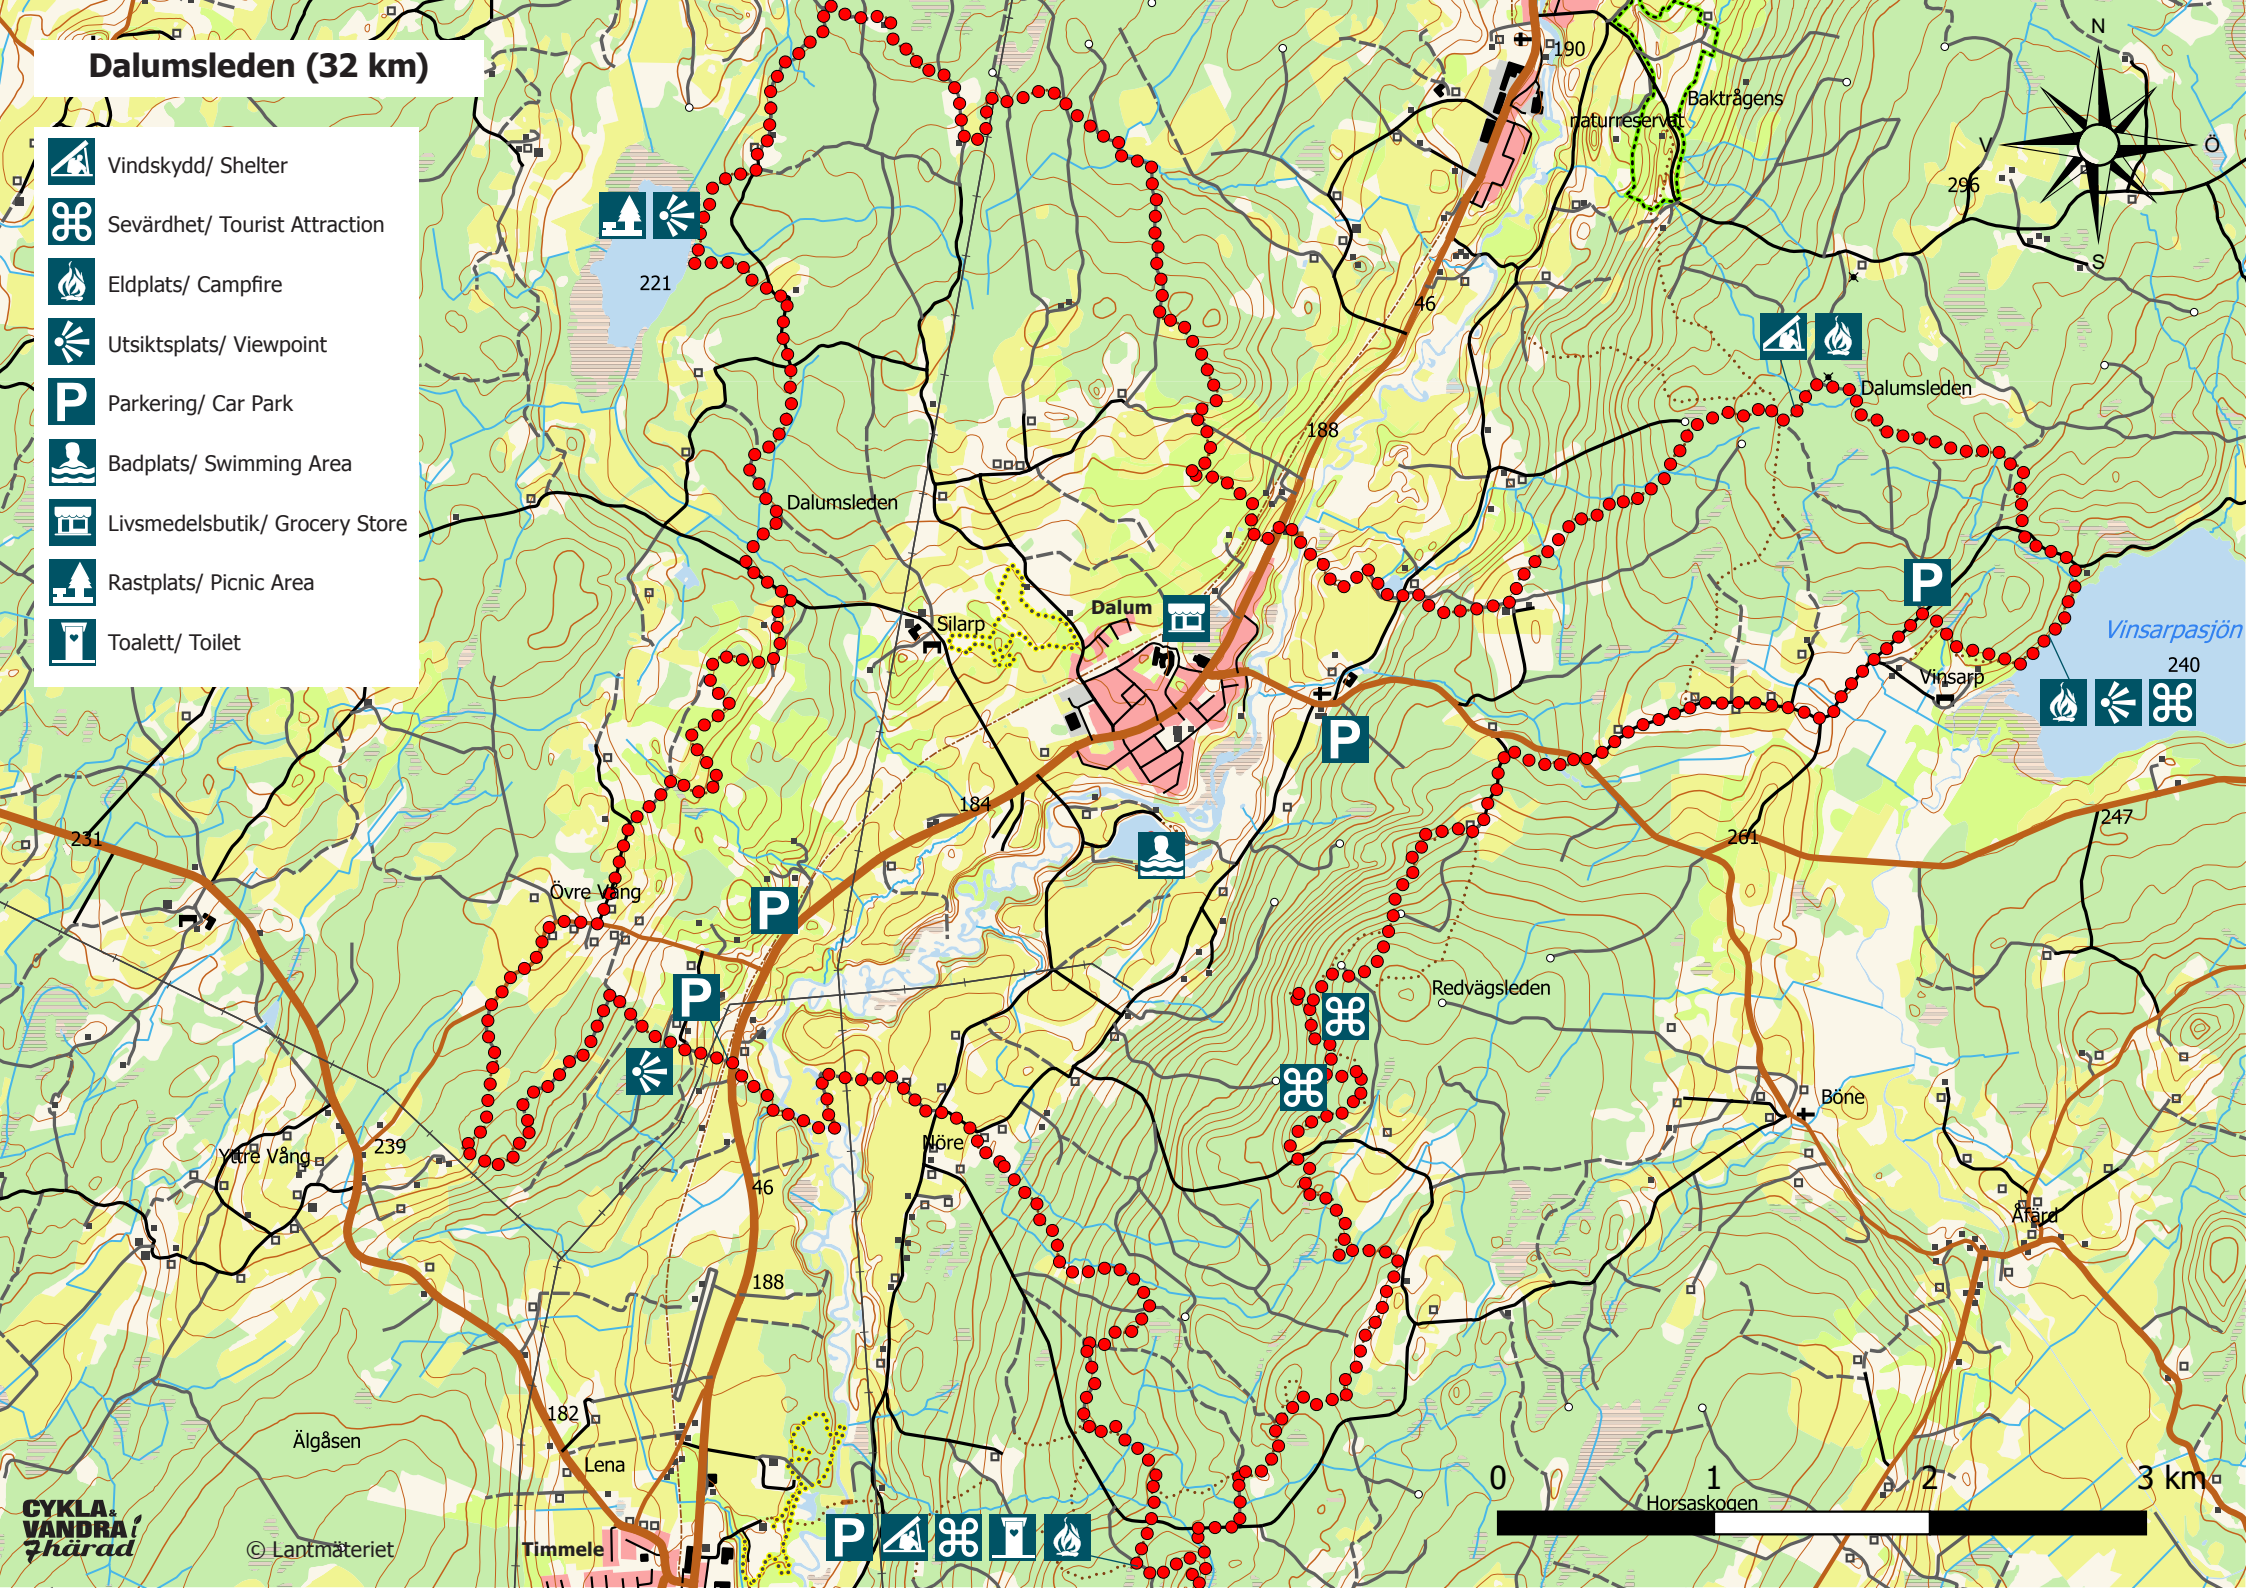 Dalumsleden (32 km)
Vindskydd/ Shelter
Sevärdhet/ Tourist Attraction
Eldplats/ Campfire
Utsiktsplats/ Viewpoint
P
Parkering/ Car Park
Badplats/ Swimming Area
Livsmedelsbutik/ Grocery Store
Rastplats/ Picnic Area
Toalett/ Toilet
190
Baktrågens
naturreservat
N
V
Ö
S
296
221
46
188
Dalumsleden
Dalumsleden
P
Dalum
Silarp
Vinsarpasjön
240
Vinsarp
P
184
247
231
261
Övre Vång
P
P
Redvägsleden
Böne
Nöre
239
Yttre Vång
46
Åfärd
188
182
Älgåsen
Lena
0
1
2
3 km
Horsaskogen
CYKLA &
VANDRA i
7härad
© Lantmäteriet
Timmele
P